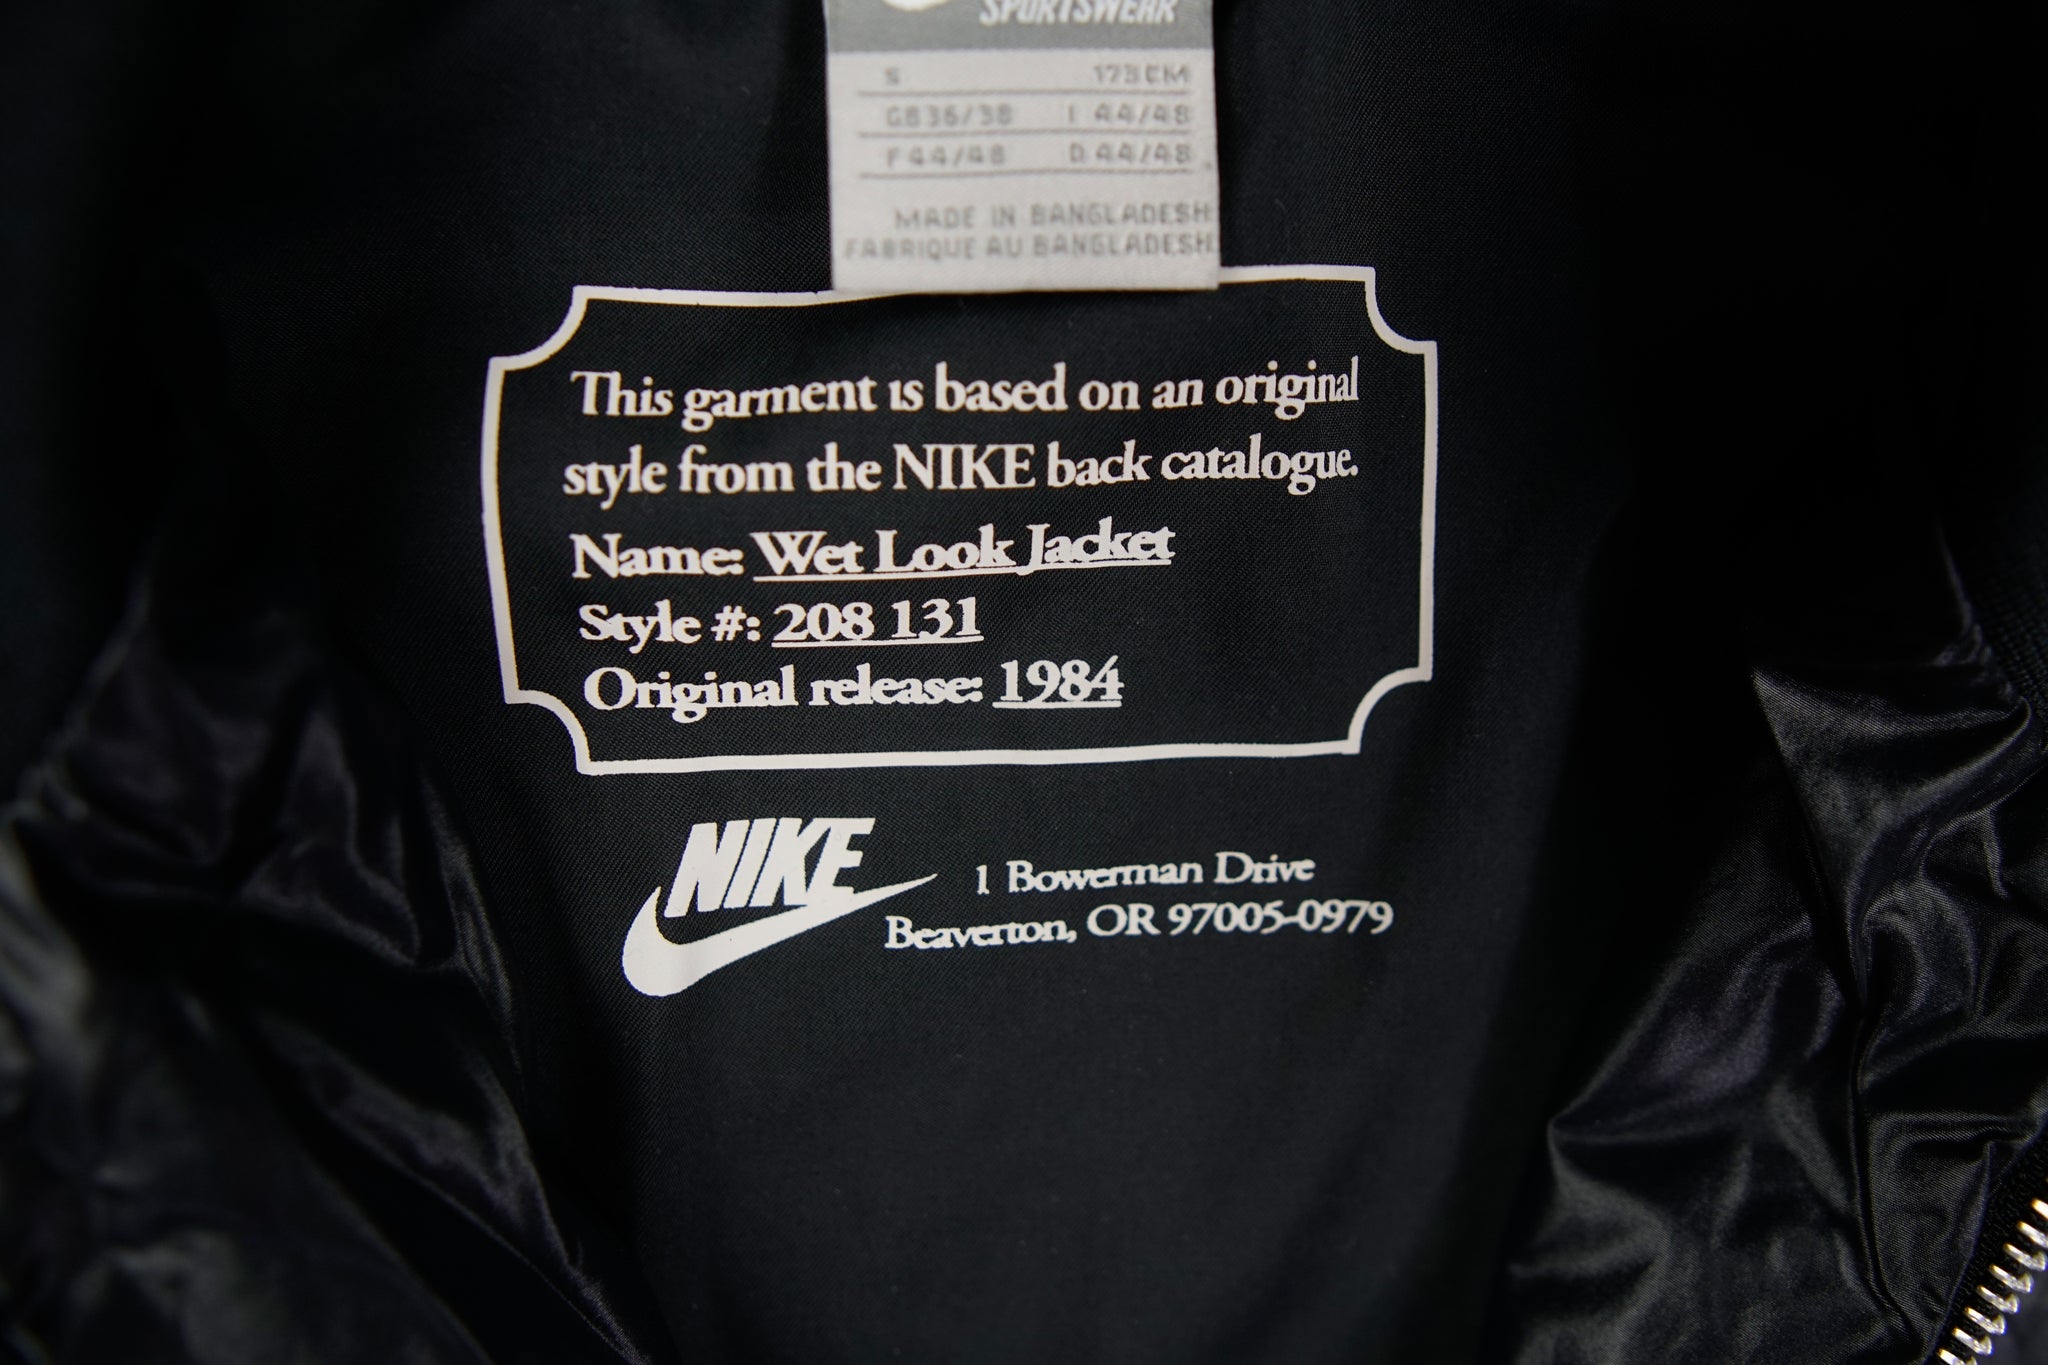 SPORTSWEAR
S 173CM
GB36/38 I 44/48
F44/48 D 44/48
MADE IN BANGLADESH
FABRIQUE AU BANGLADESH
This garment is based on an original
style from the NIKE back catalogue.
Name: Wet Look Jacket
Style #: 208 131
Original release: 1984
NIKE
1 Bowerman Drive
Beaverton, OR 97005-0979